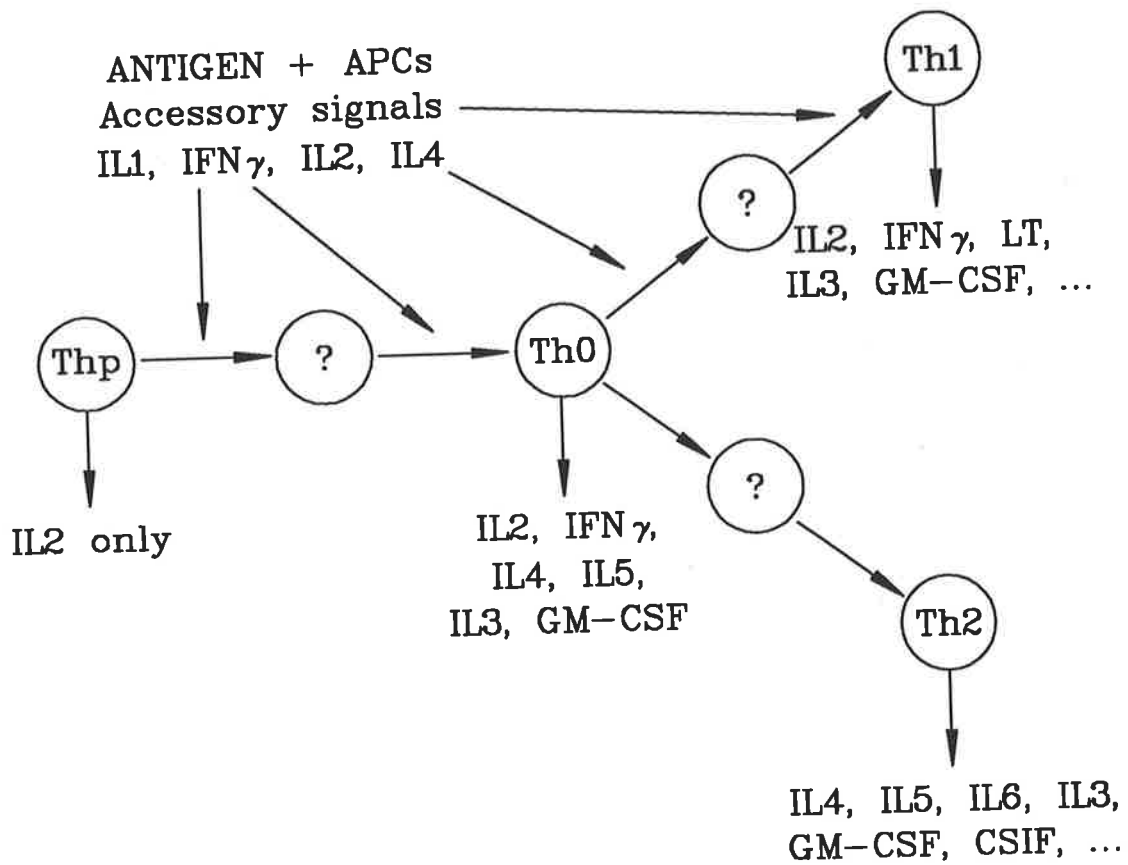 ANTIGEN + APCs
Accessory signals
IL1, IFNγ, IL2, IL4
Th1
?
IL2, IFNγ, LT,
IL3, GM-CSF, ...
Thp
?
Th0
IL2 only
?
IL2, IFNγ,
IL4, IL5,
IL3, GM-CSF
Th2
IL4, IL5, IL6, IL3,
GM-CSF, CSIF, ...